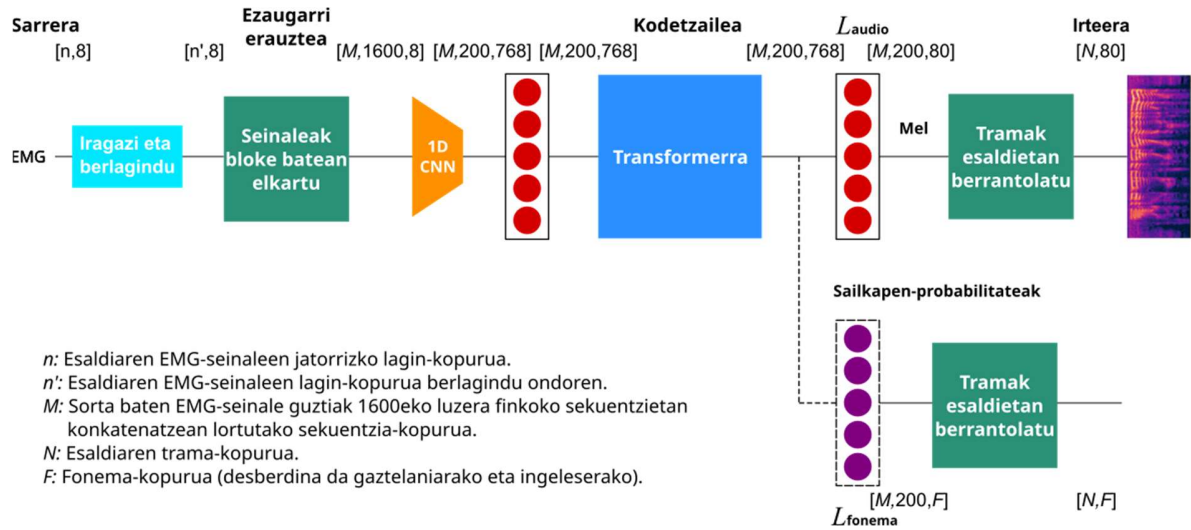 Sarrera
Ezaugarri
erauztea
Kodetzailea
Laudio
Irteera
[n,8]
[n',8]
[M,1600,8]
[M,200,768]
[M,200,768]
[M,200,768]
[M,200,80]
[N,80]
EMG
Iragazi eta
berlagindu
Seinaleak
bloke batean
elkartu
1D
CNN
Transformerra
Mel
Tramak
esaldietan
berrantolatu
Sailkapen-probabilitateak
Tramak
esaldietan
berrantolatu
[M,200,F]
[N,F]
Lfonema
n: Esaldiaren EMG-seinaleen jatorrizko lagin-kopurua.
n': Esaldiaren EMG-seinaleen lagin-kopurua berlagindu ondoren.
M: Sorta baten EMG-seinale guztiak 1600eko luzera finkoko sekuentzietan
konkatenatzean lortutako sekuentzia-kopurua.
N: Esaldiaren trama-kopurua.
F: Fonema-kopurua (desberdina da gaztelaniarako eta ingeleserako).